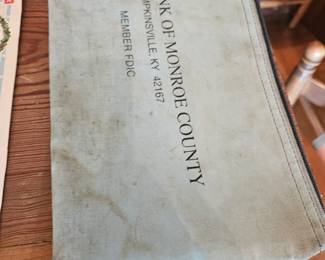 NK OF MONROE COUNTY
MPKINSVILLE, KY 42167
MEMBER FDIC